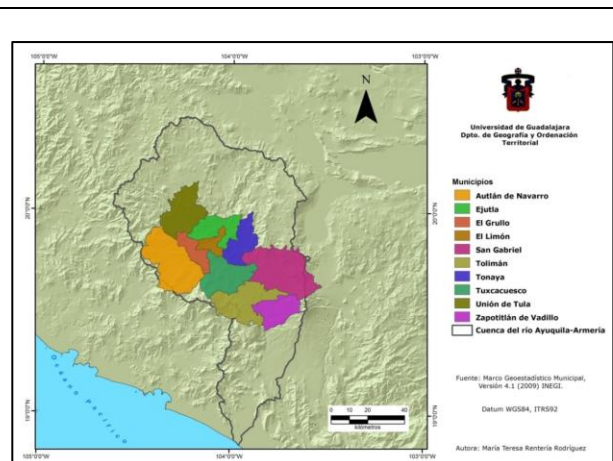 105°0'0"W
104°0'0"W
103°0'0"W
N
20°0'0"N
20°0'0"N
19°0'0"N
19°0'0"N
Océano Pacífico
0 10 20 40
kilómetros
105°0'0"W
104°0'0"W
103°0'0"W
Universidad de Guadalajara
Dpto. de Geografía y Ordenación
Territorial
Municipios
Autlán de Navarro
Ejutla
El Grullo
El Limón
San Gabriel
Tolimán
Tonaya
Tuxcacuesco
Unión de Tula
Zapotitlán de Vadillo
Cuenca del río Ayuquila-Armería
Fuente: Marco Geoestadístico Municipal,
Versión 4.1 (2009) INEGI.
Datum WGS84, ITRS92
Autora: María Teresa Rentería Rodríguez